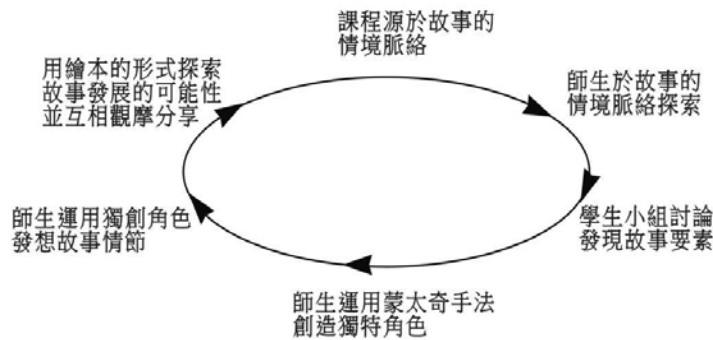 課程源於故事的
情境脈絡
師生於故事的
情境脈絡探索
學生小組討論
發現故事要素
師生運用蒙太奇手法
創造獨特角色
師生運用獨創角色
發想故事情節
用繪本的形式探索
故事發展的可能性
並互相觀摩分享